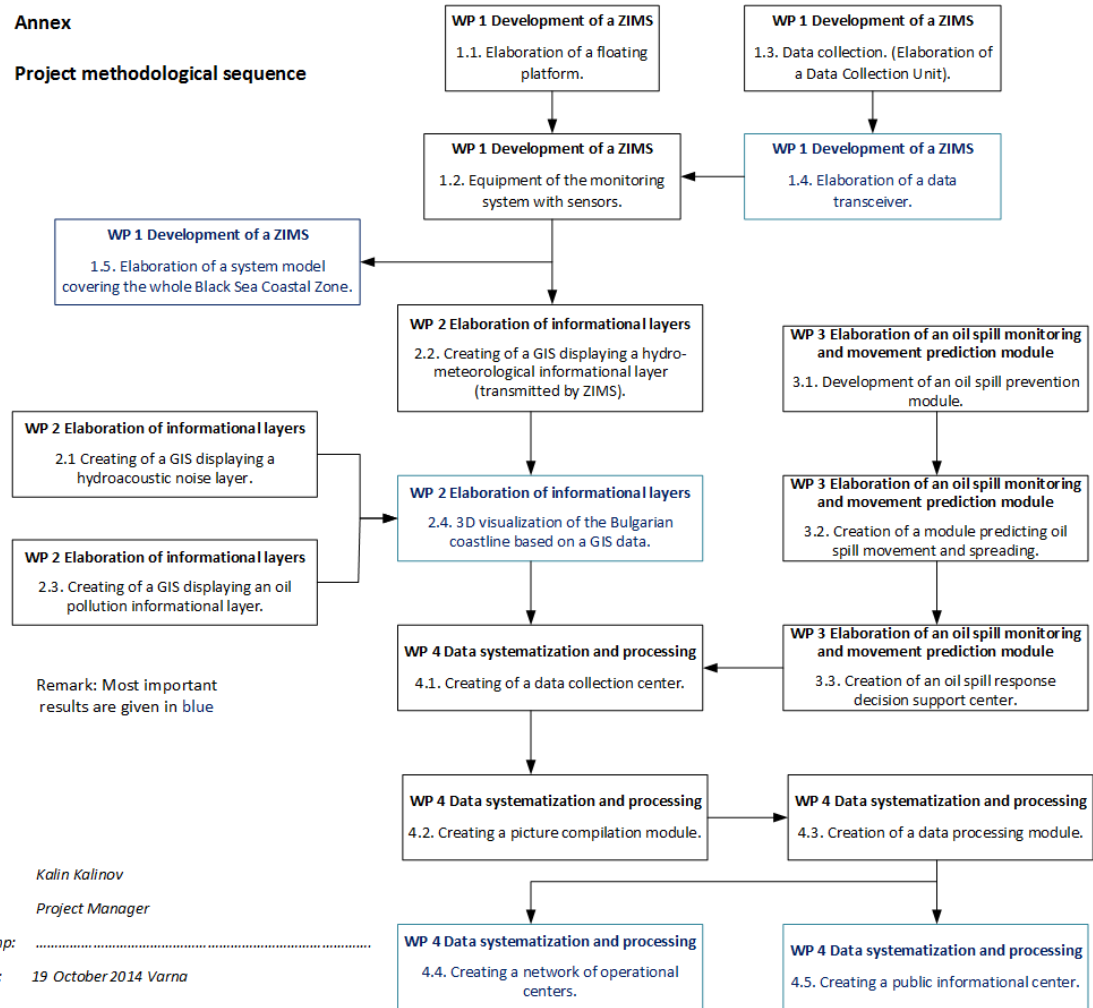 Annex
Project methodological sequence
WP 1 Development of a ZIMS
1.1. Elaboration of a floating
platform.
WP 1 Development of a ZIMS
1.3. Data collection. (Elaboration of
a Data Collection Unit).
WP 1 Development of a ZIMS
1.2. Equipment of the monitoring
system with sensors.
WP 1 Development of a ZIMS
1.4. Elaboration of a data
transceiver.
WP 1 Development of a ZIMS
1.5. Elaboration of a system model
covering the whole Black Sea Coastal Zone.
WP 2 Elaboration of informational layers
2.2. Creating of a GIS displaying a hydro-
meteorological informational layer
(transmitted by ZIMS).
WP 3 Elaboration of an oil spill monitoring
and movement prediction module
3.1. Development of an oil spill prevention
module.
WP 2 Elaboration of informational layers
2.1 Creating of a GIS displaying a
hydroacoustic noise layer.
WP 2 Elaboration of informational layers
2.4. 3D visualization of the Bulgarian
coastline based on a GIS data.
WP 3 Elaboration of an oil spill monitoring
and movement prediction module
3.2. Creation of a module predicting oil
spill movement and spreading.
WP 2 Elaboration of informational layers
2.3. Creating of a GIS displaying an oil
pollution informational layer.
WP 4 Data systematization and processing
4.1. Creating of a data collection center.
WP 3 Elaboration of an oil spill monitoring
and movement prediction module
3.3. Creation of an oil spill response
decision support center.
Remark: Most important
results are given in blue
WP 4 Data systematization and processing
4.2. Creating a picture compilation module.
WP 4 Data systematization and processing
4.3. Creation of a data processing module.
Kalin Kalinov
Project Manager
19 October 2014 Varna
WP 4 Data systematization and processing
4.4. Creating a network of operational
centers.
WP 4 Data systematization and processing
4.5. Creating a public informational center.